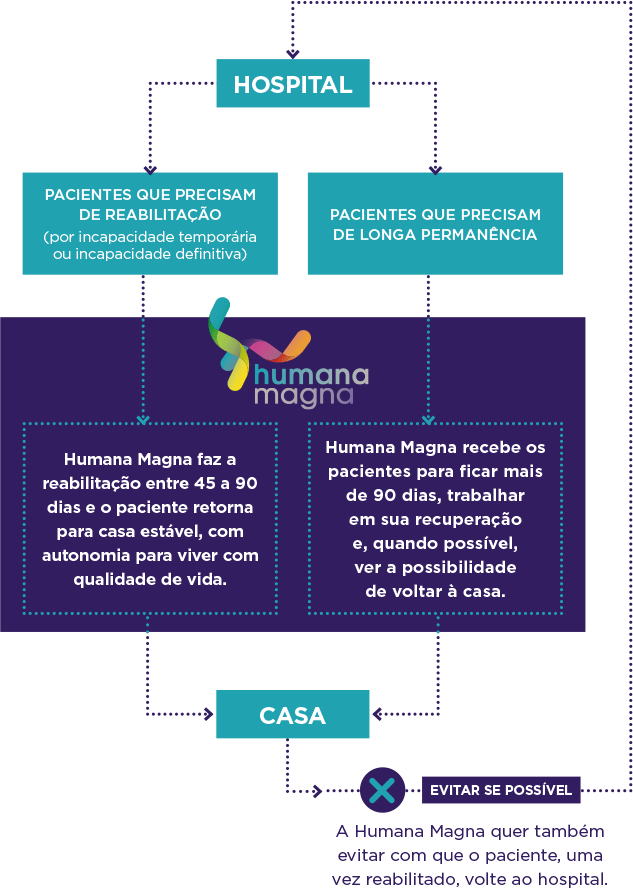 HOSPITAL
PACIENTES QUE PRECISAM
DE REABILITAÇÃO
(por incapacidade temporária
ou incapacidade definitiva)
PACIENTES QUE PRECISAM
DE LONGA PERMANÊNCIA
humana
magna
Humana Magna faz a
reabilitação entre 45 a 90
dias e o paciente retorna
para casa estável, com
autonomia para viver com
qualidade de vida.
Humana Magna recebe os
pacientes para ficar mais
de 90 dias, trabalhar
em sua recuperação
e, quando possível,
ver a possibilidade
de voltar à casa.
CASA
EVITAR SE POSSÍVEL
A Humana Magna quer também
evitar com que o paciente, uma
vez reabilitado, volte ao hospital.